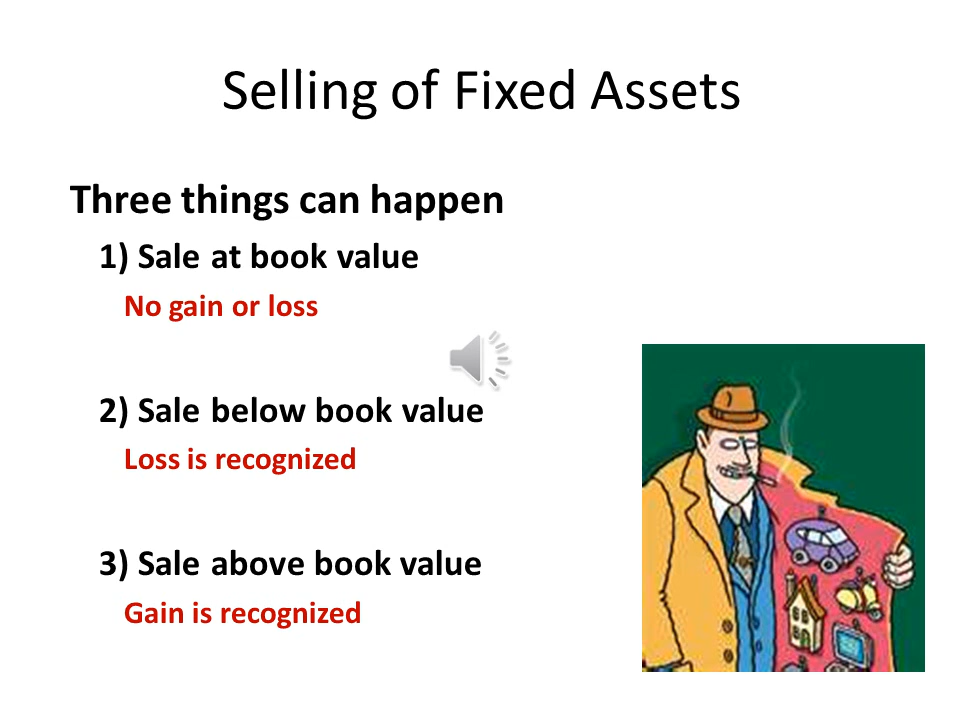 Selling of Fixed Assets
Three things can happen
1) Sale at book value
No gain or loss
2) Sale below book value
Loss is recognized
3) Sale above book value
Gain is recognized